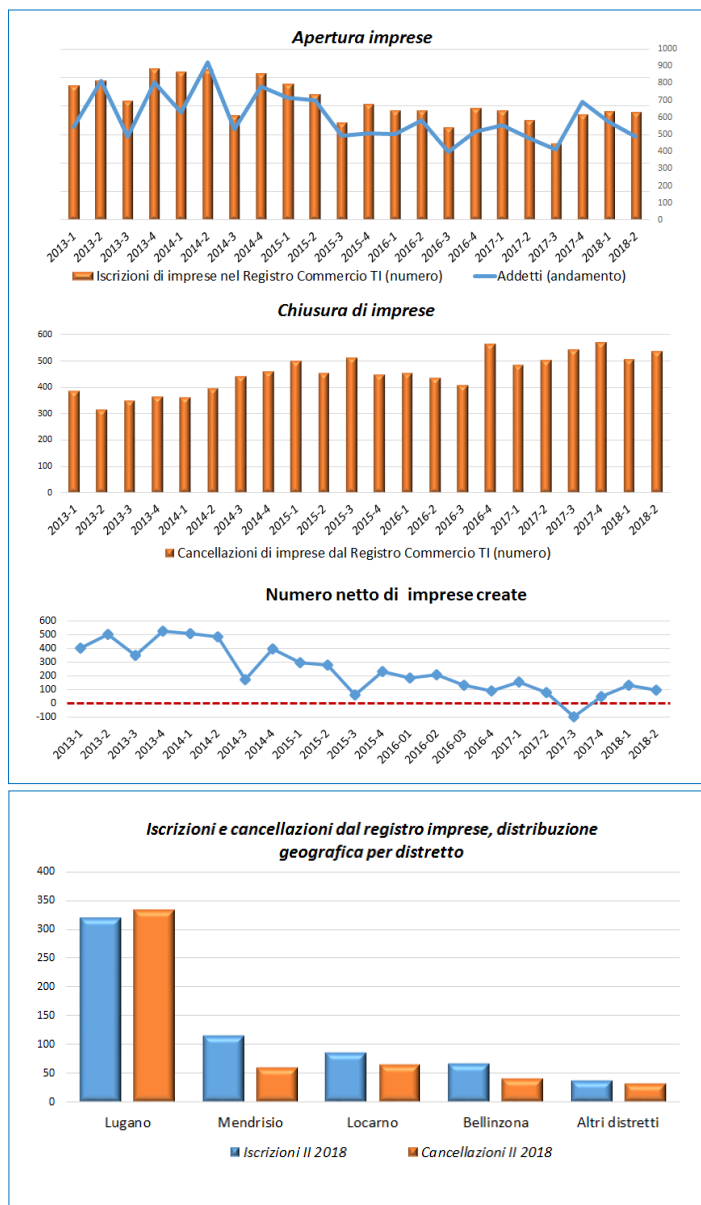 Apertura imprese
1000
900
800
700
600
500
400
300
200
100
0
2013-1 2013-2 2013-3 2013-4 2014-1 2014-2 2014-3 2014-4 2015-1 2015-2 2015-3 2015-4 2016-1 2016-2 2016-3 2016-4 2017-1 2017-2 2017-3 2017-4 2018-1 2018-2
Iscrizioni di imprese nel Registro Commercio TI (numero) Addetti (andamento)
Chiusura di imprese
600
500
400
300
200
100
0
2013-1 2013-2 2013-3 2013-4 2014-1 2014-2 2014-3 2014-4 2015-1 2015-2 2015-3 2015-4 2016-1 2016-2 2016-3 2016-4 2017-1 2017-2 2017-3 2017-4 2018-1 2018-2
Cancellazioni di imprese dal Registro Commercio TI (numero)
Numero netto di imprese create
600
500
400
300
200
100
0
-100
2013-1 2013-2 2013-3 2013-4 2014-1 2014-2 2014-3 2014-4 2015-1 2015-2 2015-3 2015-4 2016-01 2016-02 2016-03 2016-4 2017-1 2017-2 2017-3 2017-4 2018-1 2018-2
Iscrizioni e cancellazioni dal registro imprese, distribuzione
geografica per distretto
400
350
300
250
200
150
100
50
0
Lugano Mendrisio Locarno Bellinzona Altri distretti
Iscrizioni II 2018 Cancellazioni II 2018